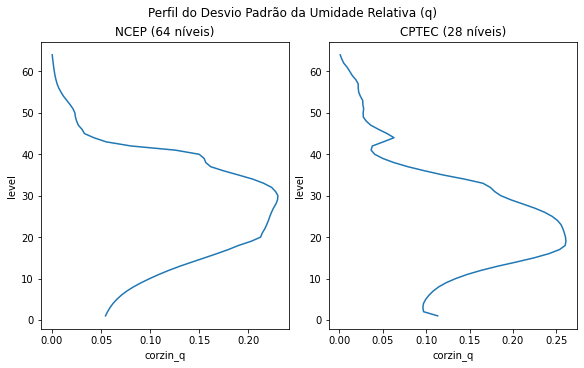 Perfil do Desvio Padrão da Umidade Relativa (q)
NCEP (64 níveis)
CPTEC (28 níveis)
60
50
40
30
20
10
0
level
0.00 0.05 0.10 0.15 0.20
corzin_q
60
50
40
30
20
10
0
level
0.00 0.05 0.10 0.15 0.20 0.25
corzin_q